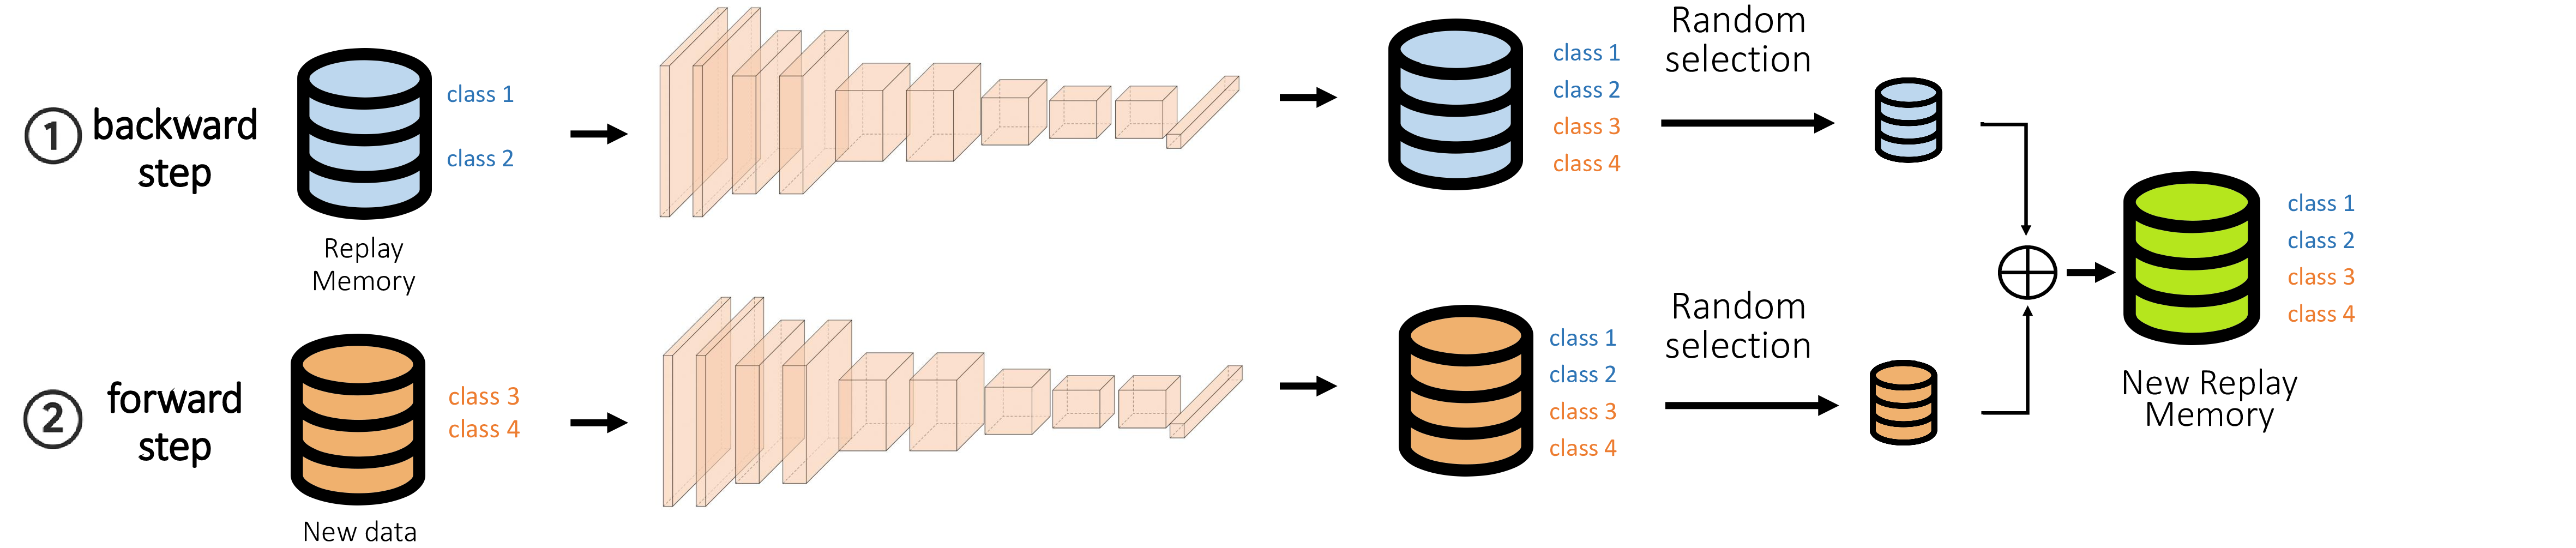 1
backward
step
class 1
class 2
Replay
Memory
class 1
class 2
class 3
class 4
Random
selection
2
forward
step
class 3
class 4
New data
class 1
class 2
class 3
class 4
Random
selection
class 1
class 2
class 3
class 4
New Replay
Memory